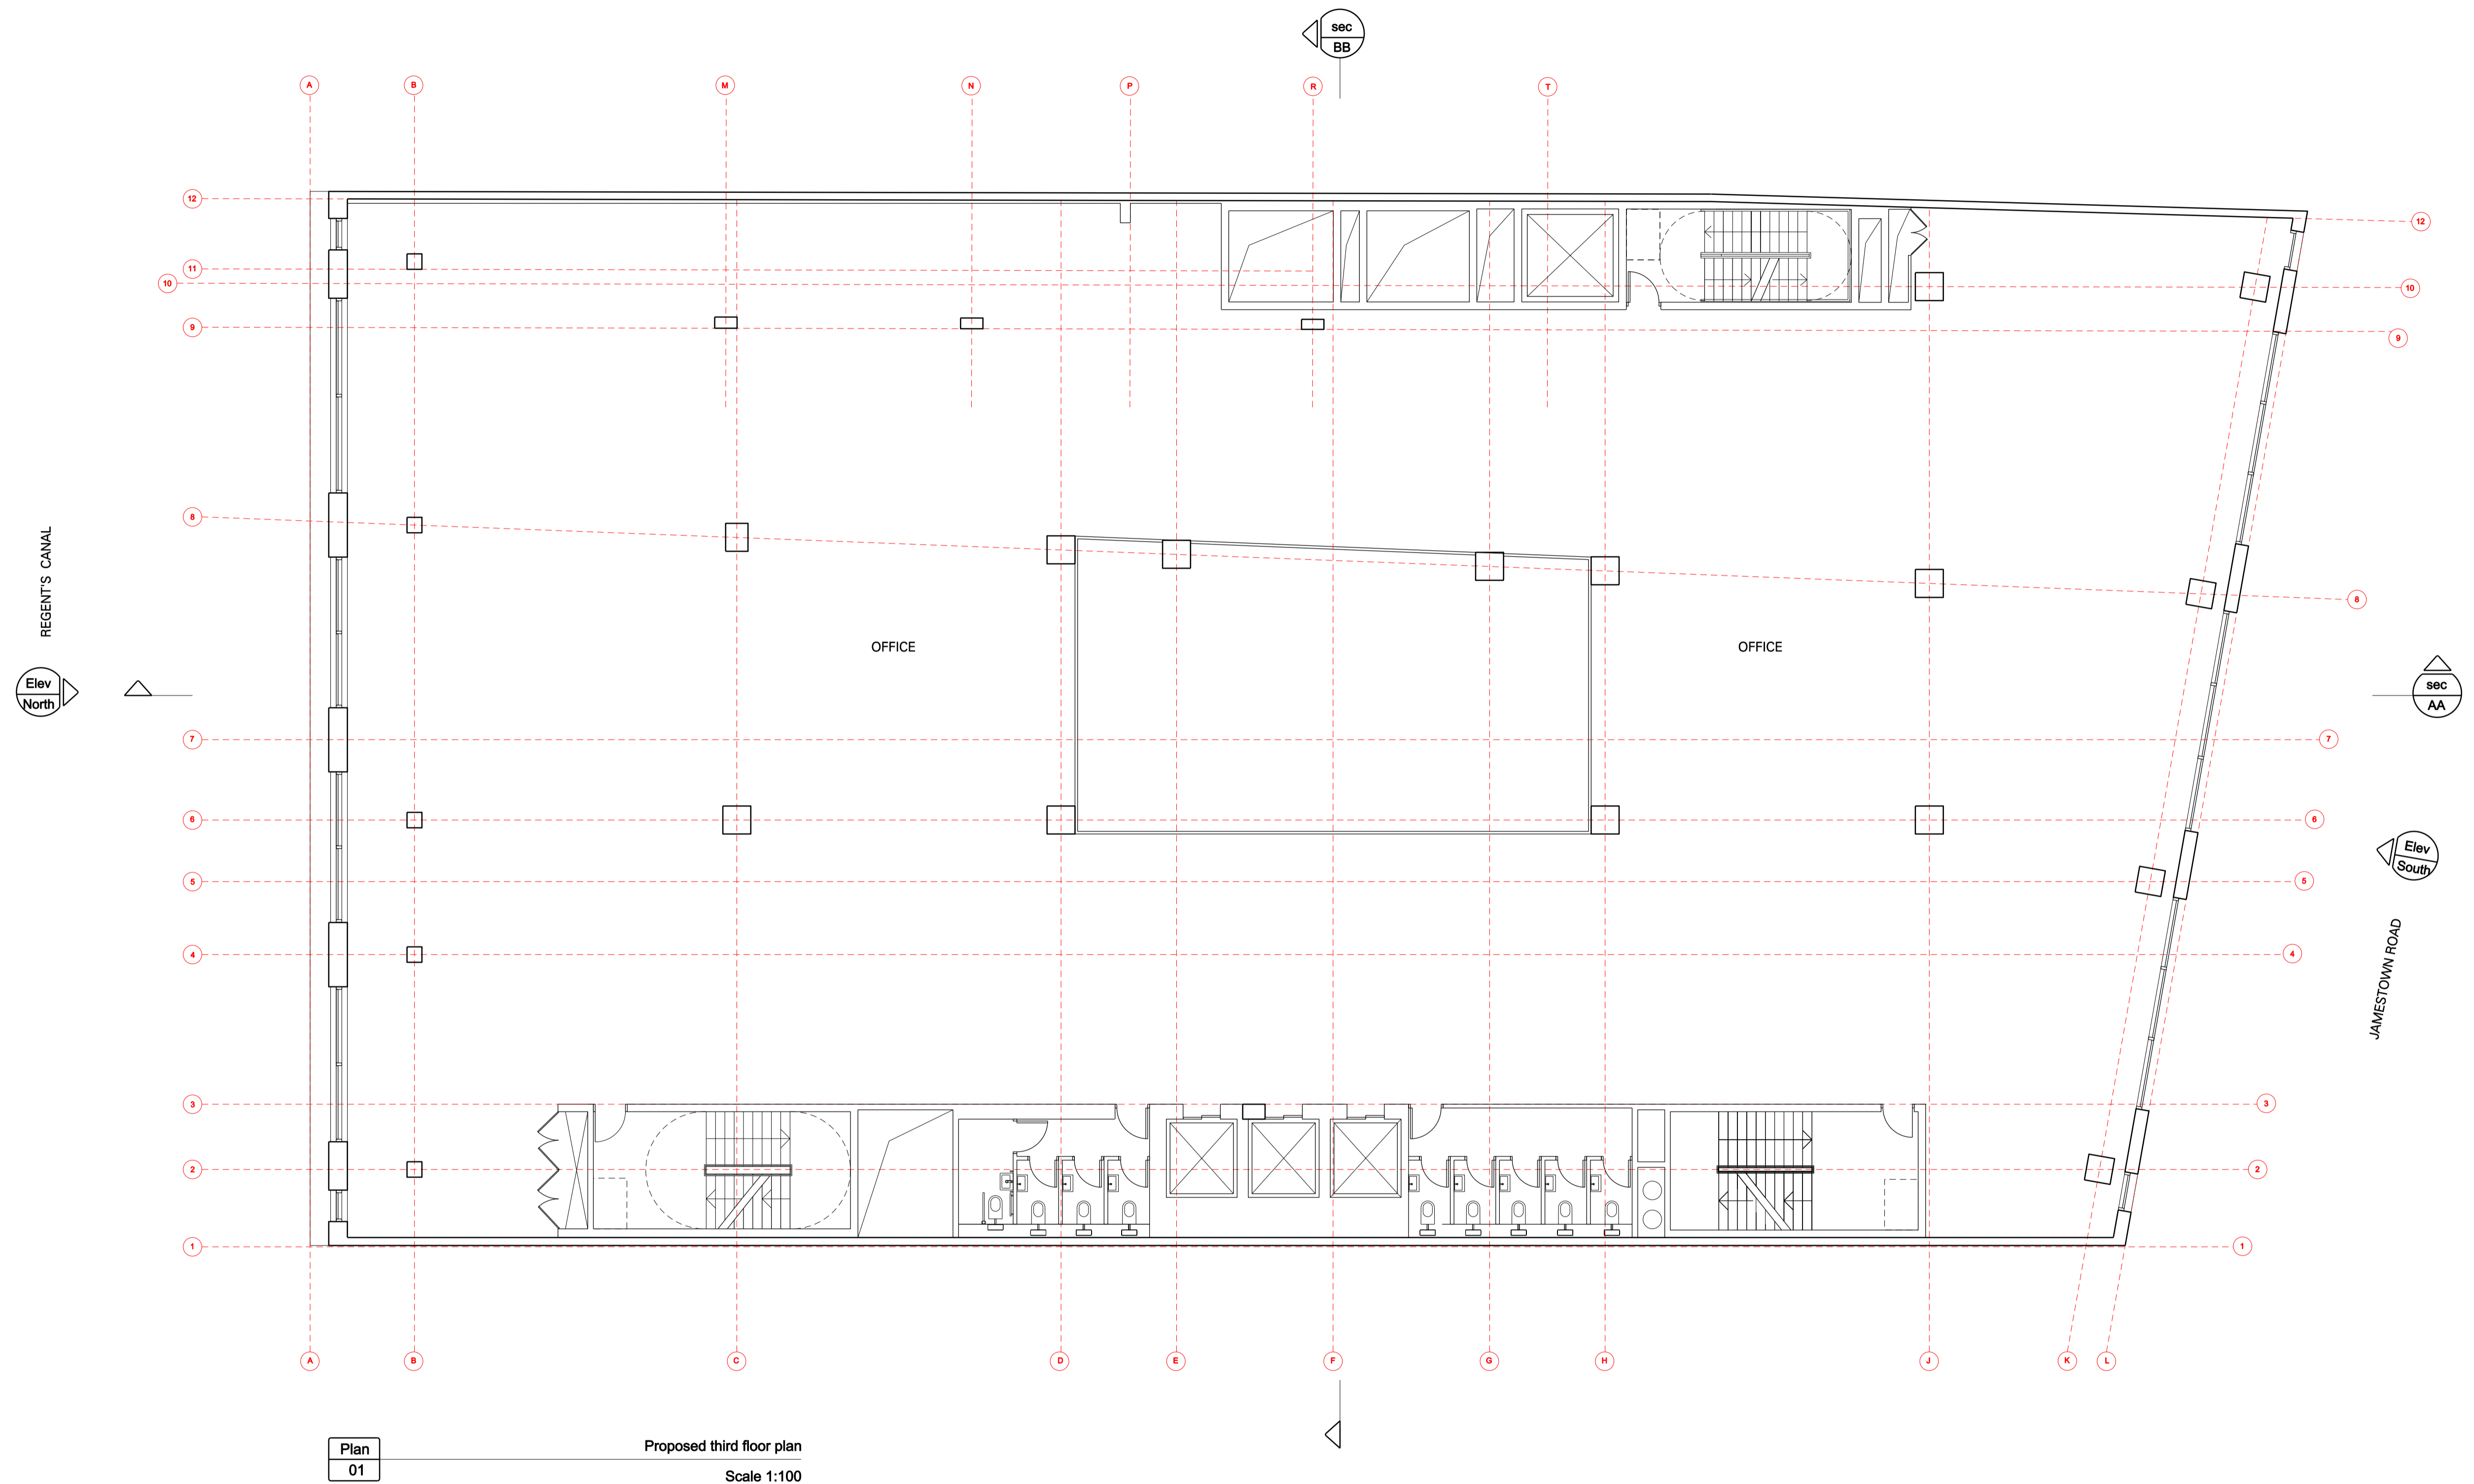 sec
BB
A
B
M
N
P
R
T
12
12
11
10
10
9
9
8
8
REGENT'S CANAL
OFFICE
OFFICE
Elev
North
sec
AA
7
7
6
6
Elev
South
5
5
JAMESTOWN ROAD
4
4
3
3
2
2
1
1
A
B
C
D
E
F
G
H
J
K
L
Plan
01
Proposed third floor plan
Scale 1:100